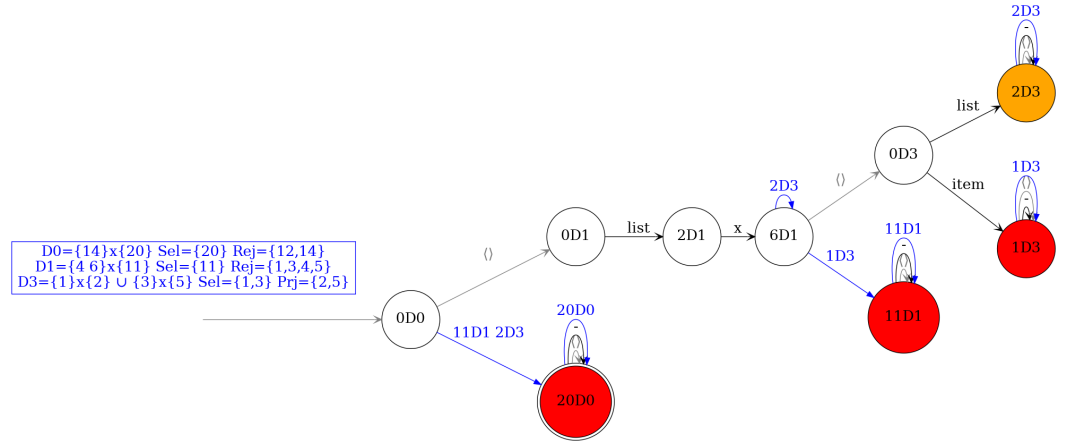 2D3
-
⟨⟩
2D3
list
0D3
item
1D3
⟨⟩
-
1D3
⟨⟩
2D3
0D1
list
2D1
x
6D1
1D3
11D1
-
⟨⟩
11D1
⟨⟩
D0={14}x{20} Sel={20} Rej={12,14}
D1={4 6}x{11} Sel={11} Rej={1,3,4,5}
D3={1}x{2} ∪ {3}x{5} Sel={1,3} Prj={2,5}
0D0
11D1 2D3
20D0
-
⟨⟩
20D0